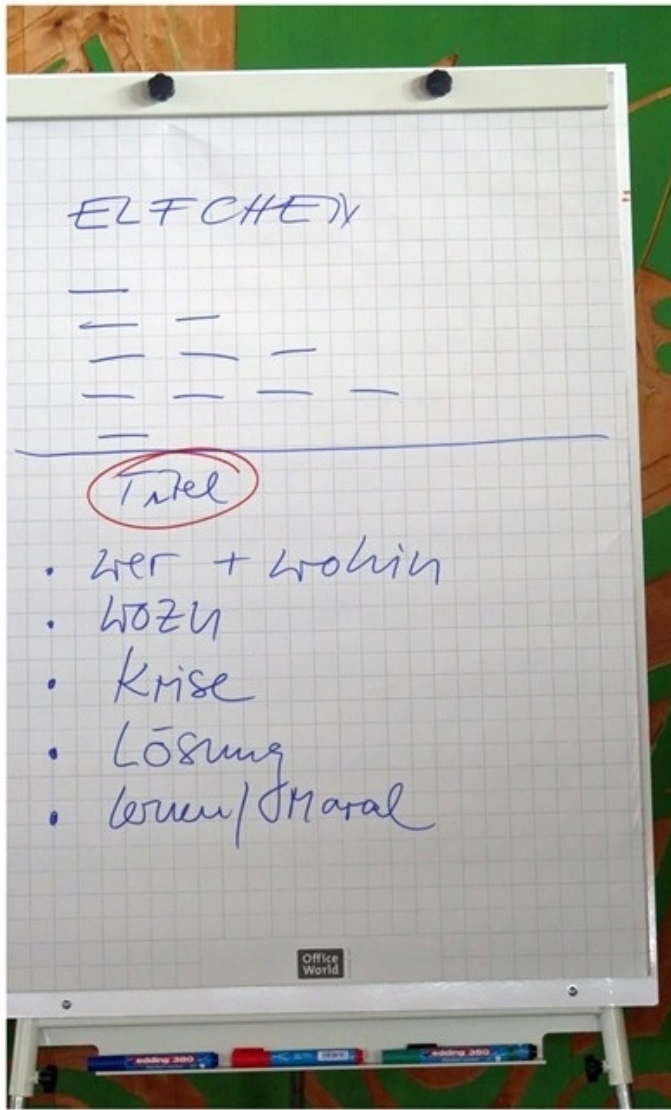 ELFCHEN
Titel
• wer + wohin
• wozu
• Krise
• Lösung
• lernen/Moral
Office
World
edding 380
edding 380